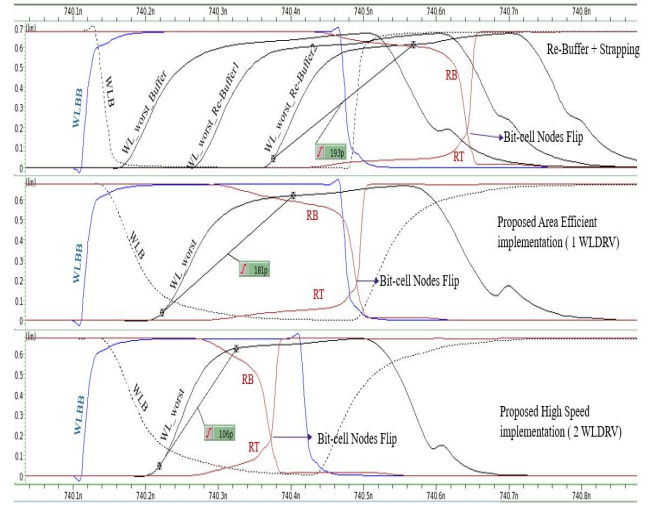 740.1n 740.2n 740.3n 740.4n 740.5n 740.6n 740.7n 740.8n
(lin)
0.7
0.6
0.5
0.4
0.3
0.2
0.1
0
WLBB
WLB
WL_worst_Buffer
WL_worst_Re-Buffer1
WL_worst_Re-Buffer2
193p
RB
RT
Re-Buffer + Strapping
Bit-cell Nodes Flip
(lin)
0.6
0.5
0.4
0.3
0.2
0.1
0
WLBB
WLB
WL_worst
181p
RB
RT
Proposed Area Efficient
implementation ( 1 WLDRV)
Bit-cell Nodes Flip
(lin)
0.6
0.5
0.4
0.3
0.2
0.1
0
WLBB
WLB
WL_worst
106p
RB
RT
Bit-cell Nodes Flip
Proposed High Speed
implementation ( 2 WLDRV)
740.1n 740.2n 740.3n 740.4n 740.5n 740.6n 740.7n 740.8n